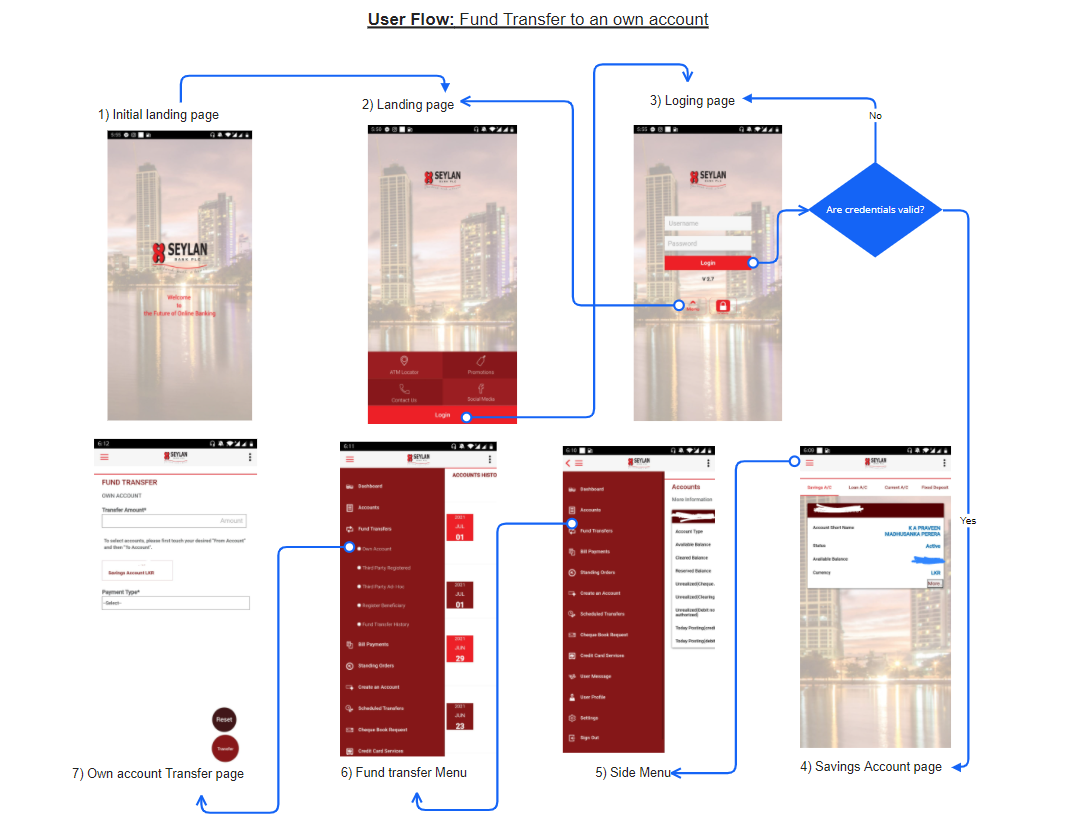 User Flow: Fund Transfer to an own account
1) Initial landing page
2) Landing page
3) Loging page
No
Are credentials valid?
Yes
SEYLAN
BANK PLC
Welcome
to
the Future of Online Banking
SEYLAN
BANK PLC
ATM Locator
Promotions
Contact Us
Social Media
Login
SEYLAN
BANK PLC
Username
Password
Login
V 2.7
Menu
6:12
SEYLAN
FUND TRANSFER
OWN ACCOUNT
Transfer Amount*
Amount
To select accounts, please first touch your desired "From Account"
and then "To Account".
Savings Account LKR
Payment Type*
-Select-
Reset
Transfer
7) Own account Transfer page
6:11
SEYLAN
ACCOUNTS HISTO
Dashboard
Accounts
Fund Transfers
Own Account
Third Party Registered
Third Party Ad-Hoc
Register Beneficiary
Fund Transfer History
Bill Payments
Standing Orders
Create an Account
Scheduled Transfers
Cheque Book Request
Credit Card Services
2021
JUL
01
2021
JUL
01
2021
JUN
29
2021
JUN
23
6) Fund transfer Menu
6:10
SEYLAN
Dashboard
Accounts
Fund Transfers
Bill Payments
Standing Orders
Create an Account
Scheduled Transfers
Cheque Book Request
Credit Card Services
User Message
User Profile
Settings
Sign Out
Accounts
More Information
Account Type
Available Balance
Cleared Balance
Reserved Balance
Unrealized(Cheque.
Unrealized(Clearing
Today Posting(credi
Today Posting(debit
5) Side Menu
6:09
SEYLAN
Savings A/C
Loan A/C
Current A/C
Fixed Deposit
Account Short Name
K A PRAVEEN
MADHUSANKA PERERA
Status
Active
Available Balance
Currency
LKR
More
4) Savings Account page